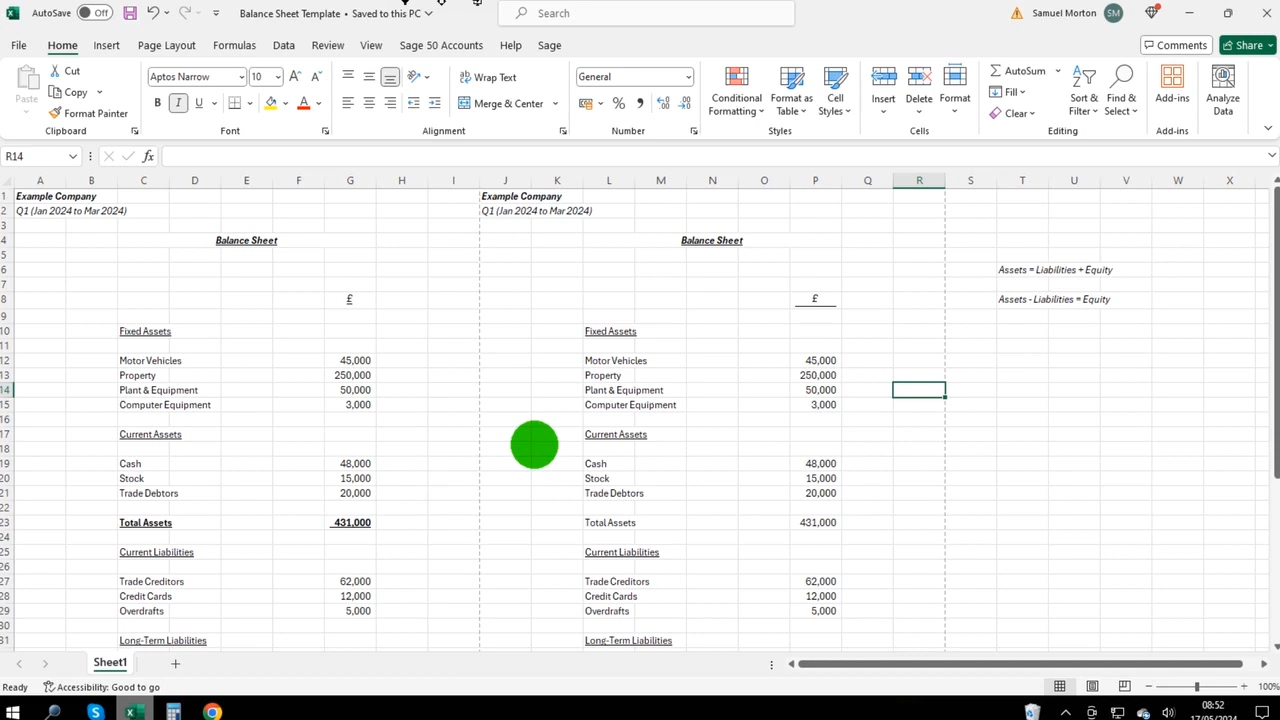 AutoSave Off Balance Sheet Template • Saved to this PC Search Samuel Morton SM
File Home Insert Page Layout Formulas Data Review View Sage 50 Accounts Help Sage Comments Share
Paste Cut Copy Format Painter Clipboard
Aptos Narrow 10 A A B I U A Font
ab Wrap Text Merge & Center Alignment
General % 9 Number
Conditional Formatting Format as Table Cell Styles Styles
Insert Delete Format Cells
AutoSum Fill Clear Sort & Filter Find & Select Editing
Add-ins Add-ins
Analyze Data
R14 fx
A B C D E F G H I J K L M N O P Q R S T U V W X
1 Example Company Example Company
2 Q1 (Jan 2024 to Mar 2024) Q1 (Jan 2024 to Mar 2024)
3
4 Balance Sheet Balance Sheet
5
6 Assets = Liabilities + Equity
7
8 £ £ Assets - Liabilities = Equity
9
10 Fixed Assets Fixed Assets
11
12 Motor Vehicles 45,000 Motor Vehicles 45,000
13 Property 250,000 Property 250,000
14 Plant & Equipment 50,000 Plant & Equipment 50,000
15 Computer Equipment 3,000 Computer Equipment 3,000
16
17 Current Assets Current Assets
18
19 Cash 48,000 Cash 48,000
20 Stock 15,000 Stock 15,000
21 Trade Debtors 20,000 Trade Debtors 20,000
22
23 Total Assets 431,000 Total Assets 431,000
24
25 Current Liabilities Current Liabilities
26
27 Trade Creditors 62,000 Trade Creditors 62,000
28 Credit Cards 12,000 Credit Cards 12,000
29 Overdrafts 5,000 Overdrafts 5,000
30
31 Long-Term Liabilities Long-Term Liabilities
Sheet1
Ready Accessibility: Good to go 100%
08:52
17/05/2024